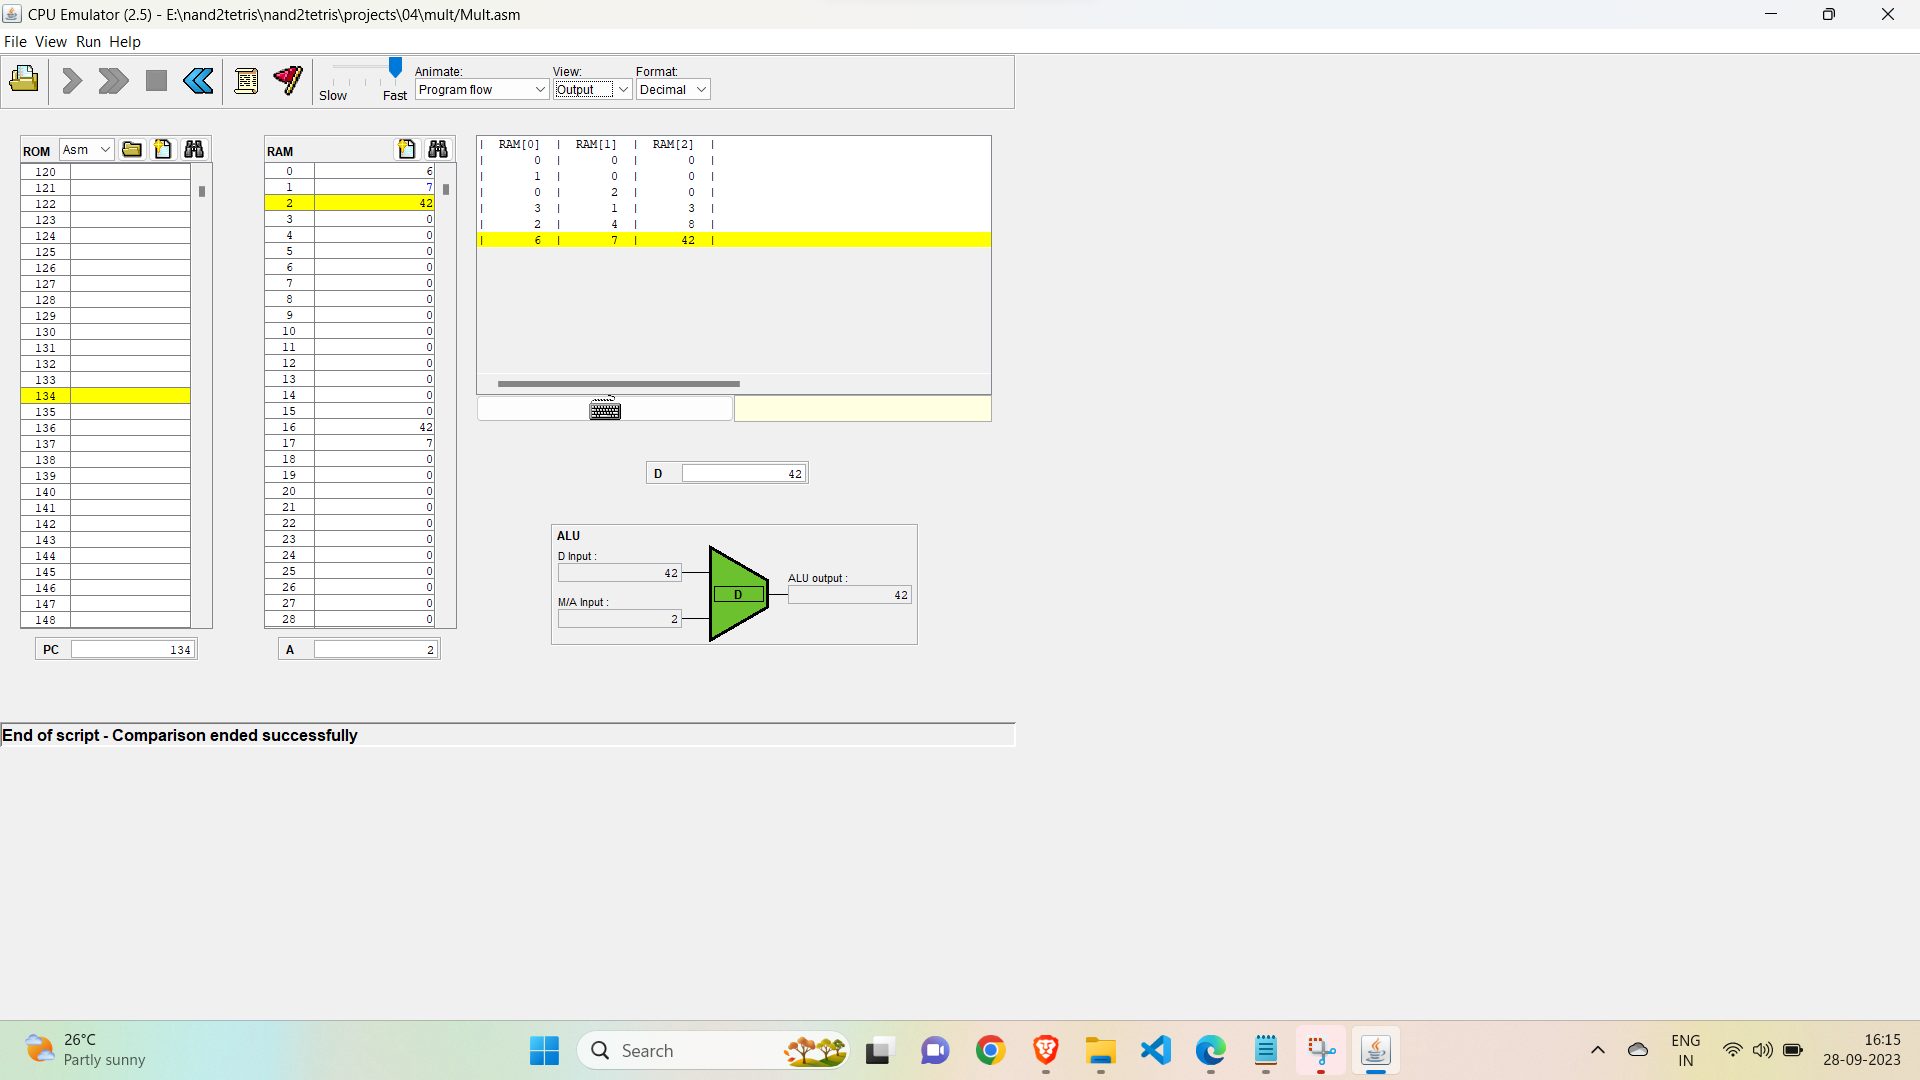 CPU Emulator (2.5) - E:\nand2tetris\nand2tetris\projects\04\mult/Mult.asm
File View Run Help
Slow Fast
Animate:
Program flow
View:
Output
Format:
Decimal
ROM Asm
120
121
122
123
124
125
126
127
128
129
130
131
132
133
134
135
136
137
138
139
140
141
142
143
144
145
146
147
148
PC 134
RAM
0 6
1 7
2 42
3 0
4 0
5 0
6 0
7 0
8 0
9 0
10 0
11 0
12 0
13 0
14 0
15 0
16 42
17 7
18 0
19 0
20 0
21 0
22 0
23 0
24 0
25 0
26 0
27 0
28 0
A 2
| RAM[0] | RAM[1] | RAM[2] |
| 0 | 0 | 0 |
| 1 | 0 | 0 |
| 0 | 2 | 0 |
| 3 | 1 | 3 |
| 2 | 4 | 8 |
| 6 | 7 | 42 |
D 42
ALU
D Input :
42
M/A Input :
2
D
ALU output :
42
End of script - Comparison ended successfully
26°C
Partly sunny
Search
ENG
IN
16:15
28-09-2023